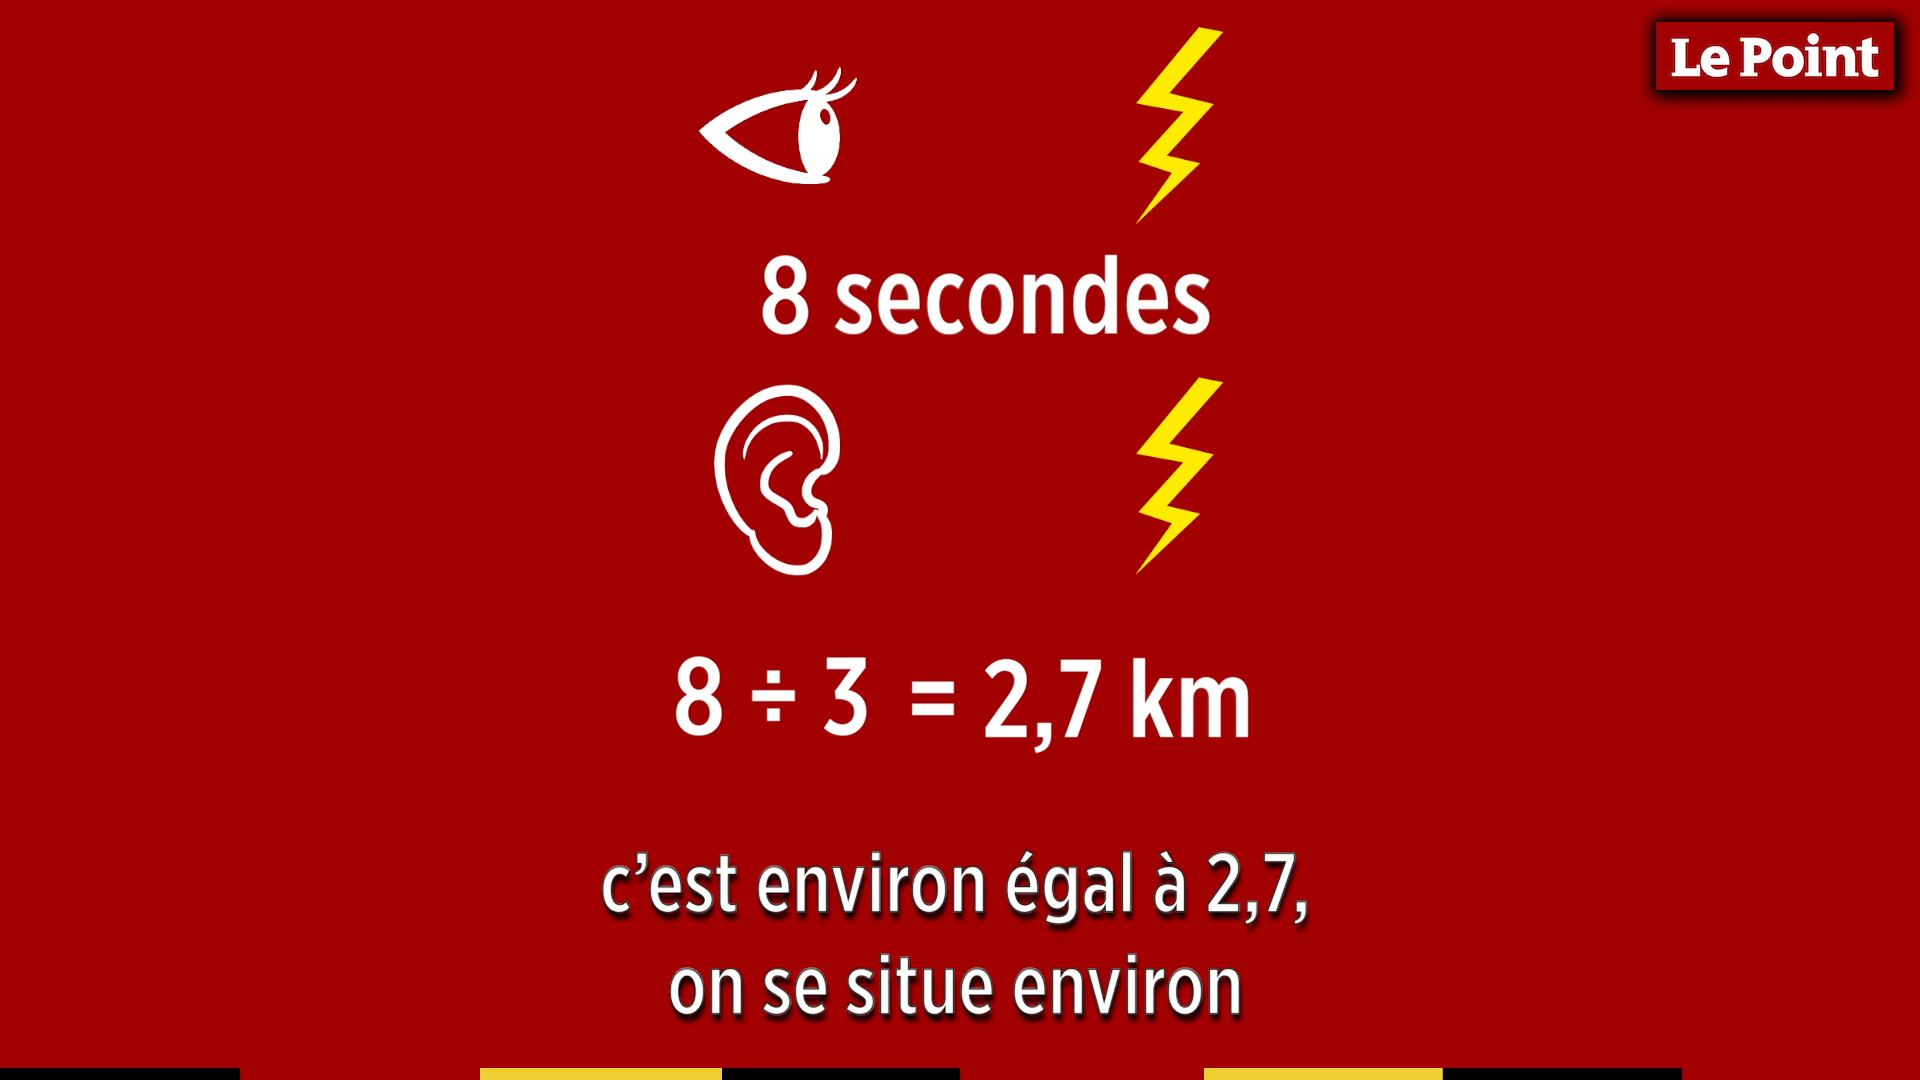 Le Point
8 secondes
8 ÷ 3 = 2,7 km
c’est environ égal à 2,7,
on se situe environ